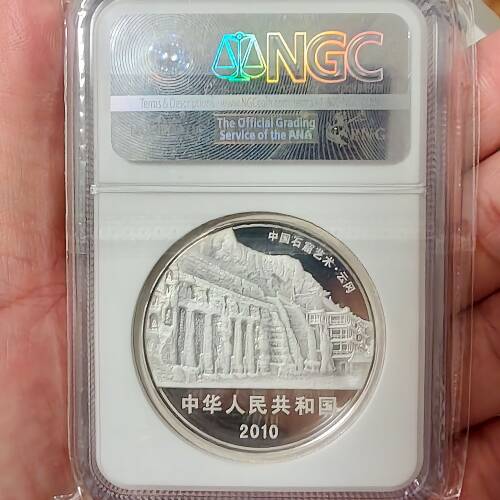 NGC
The Official Grading
Service of the ANA
中国石窟艺术·云冈
中华人民共和国
2010